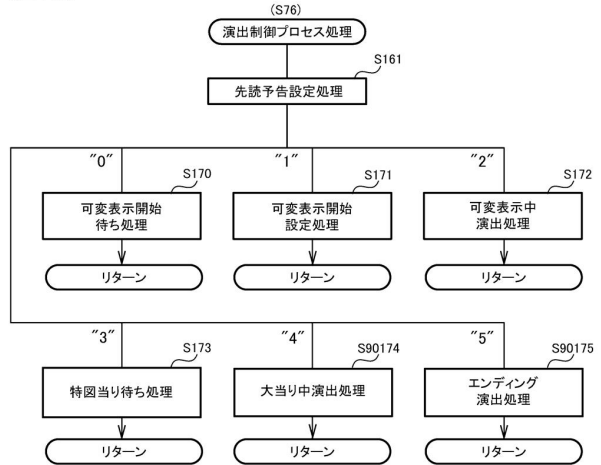 (S76)
演出制御プロセス処理
S161
先読予告設定処理
"0"
"1"
"2"
S170
S171
S172
可変表示開始
待ち処理
可変表示開始
設定処理
可変表示中
演出処理
リターン
リターン
リターン
"3"
"4"
"5"
S173
S90174
S90175
特図当り待ち処理
大当り中演出処理
エンディング
演出処理
リターン
リターン
リターン